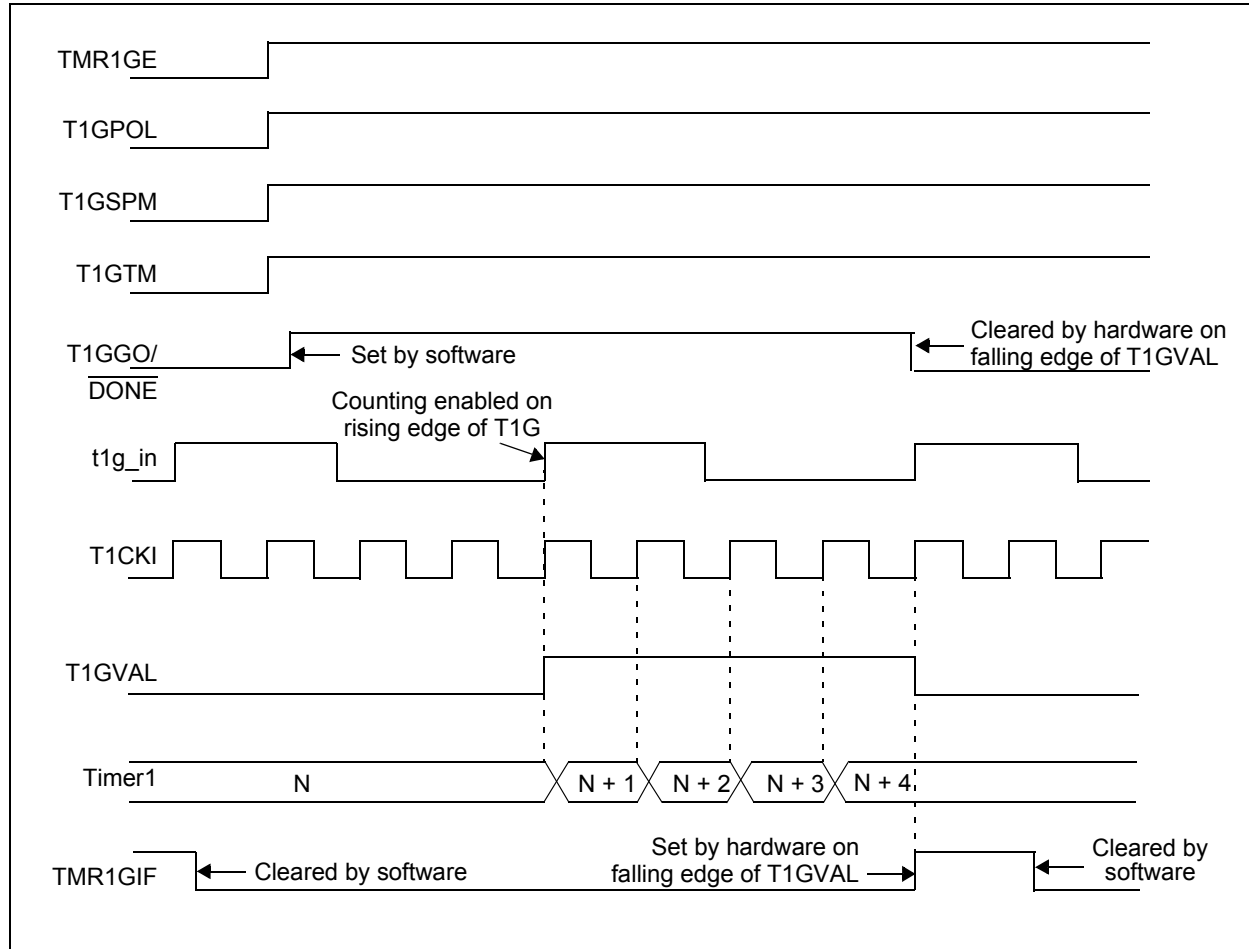 TMR1GE
T1GPOL
T1GSPM
T1GTM
T1GGO/
DONE
Set by software
Cleared by hardware on
falling edge of T1GVAL
Counting enabled on
rising edge of T1G
t1g_in
T1CKI
T1GVAL
Timer1
N
N + 1
N + 2
N + 3
N + 4
TMR1GIF
Cleared by software
Set by hardware on
falling edge of T1GVAL
Cleared by
software